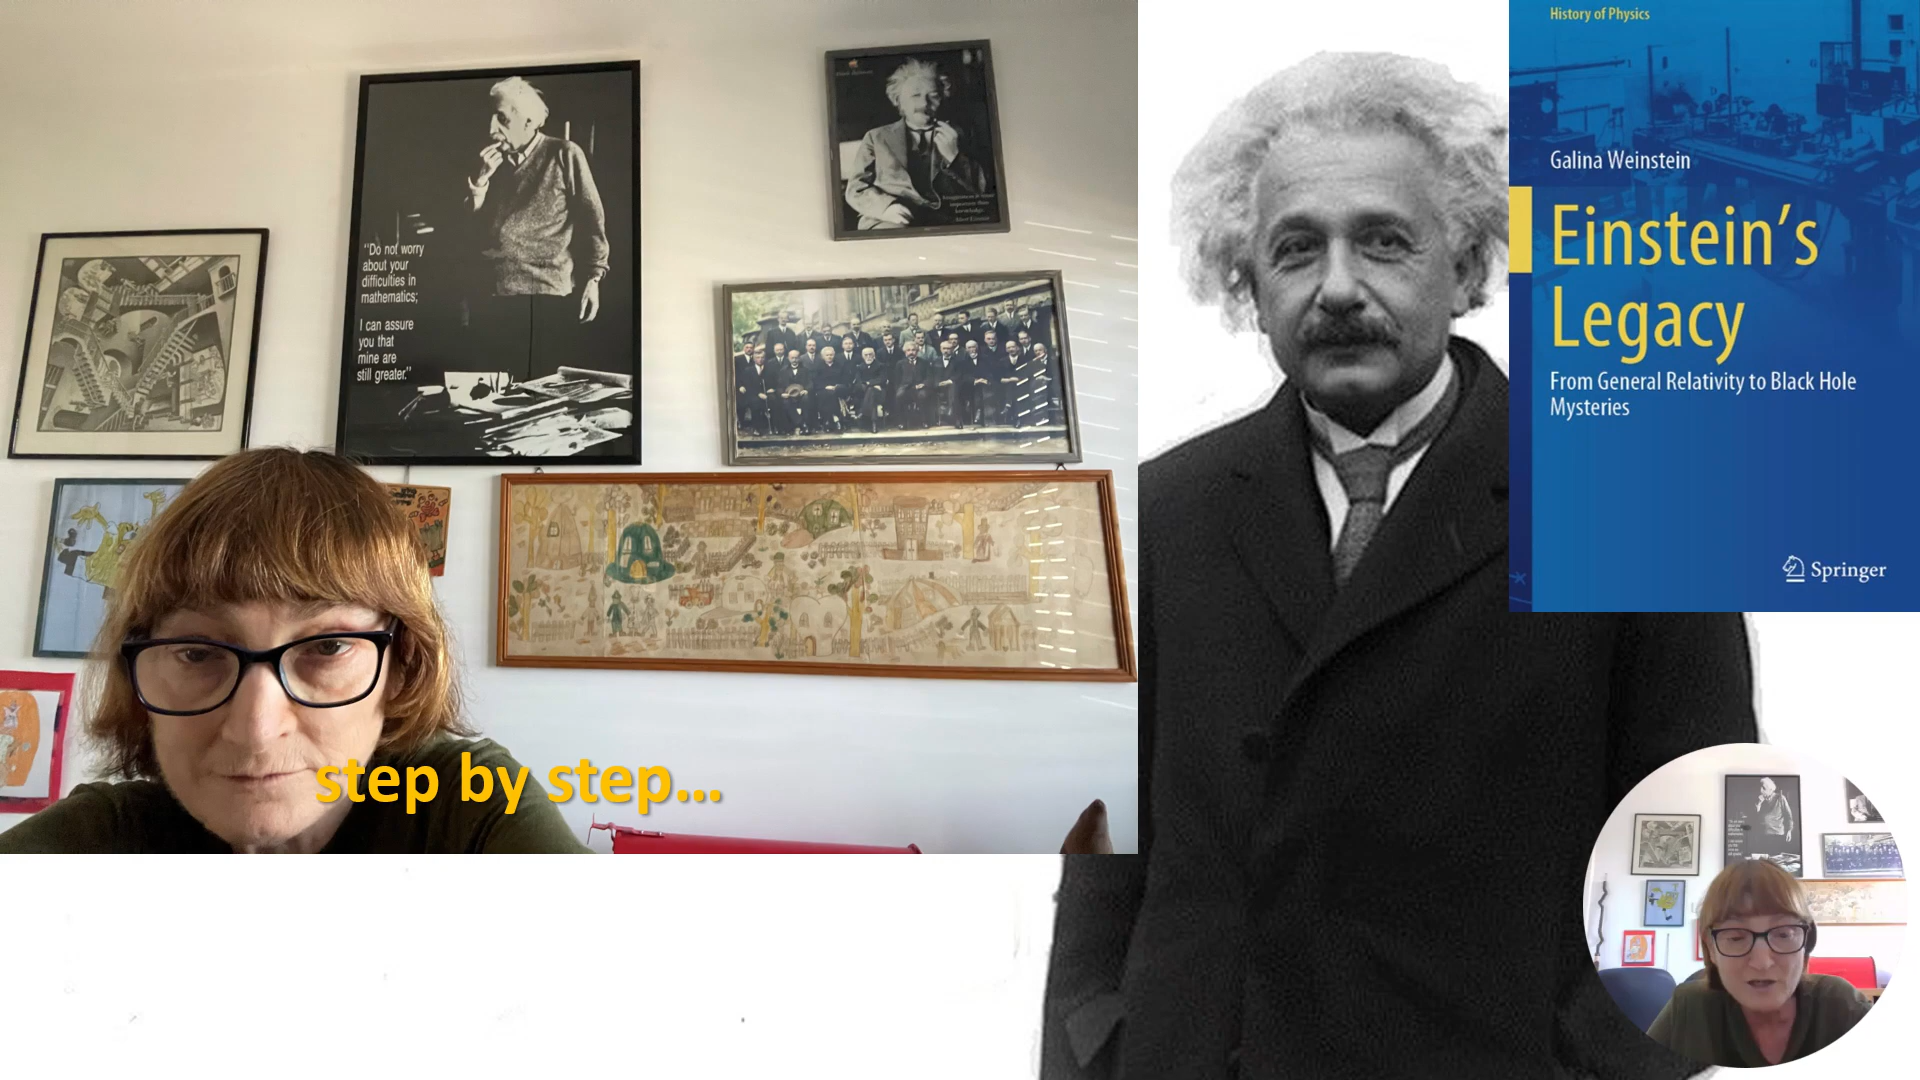 "Do not worry
about your
difficulties in
mathematics;
I can assure
you that
mine are
still greater."
step by step...
History of Physics
Galina Weinstein
Einstein's
Legacy
From General Relativity to Black Hole
Mysteries
Springer